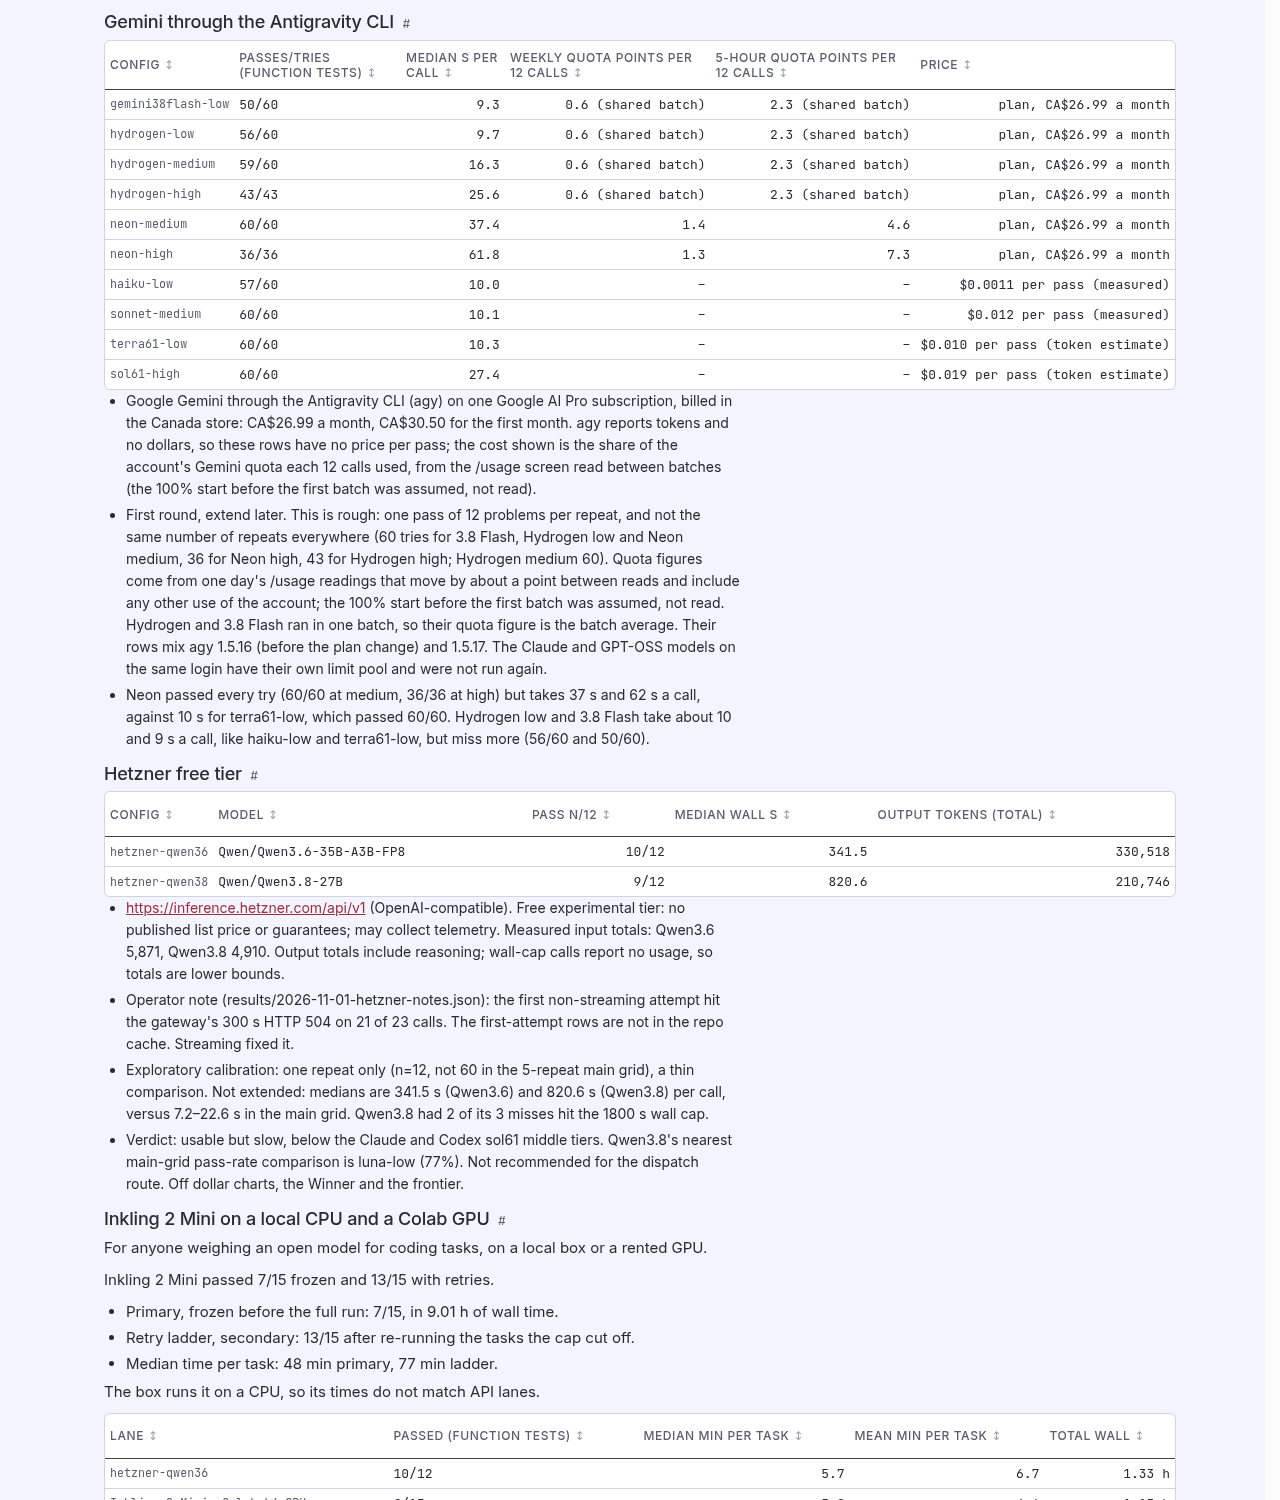 Gemini through the Antigravity CLI #
CONFIG ↕ PASSES/TRIES (FUNCTION TESTS) ↕ MEDIAN S PER CALL ↕ WEEKLY QUOTA POINTS PER 12 CALLS ↕ 5-HOUR QUOTA POINTS PER 12 CALLS ↕ PRICE ↕
gemini38flash-low 50/60 9.3 0.6 (shared batch) 2.3 (shared batch) plan, CA$26.99 a month
hydrogen-low 56/60 9.7 0.6 (shared batch) 2.3 (shared batch) plan, CA$26.99 a month
hydrogen-medium 59/60 16.3 0.6 (shared batch) 2.3 (shared batch) plan, CA$26.99 a month
hydrogen-high 43/43 25.6 0.6 (shared batch) 2.3 (shared batch) plan, CA$26.99 a month
neon-medium 60/60 37.4 1.4 4.6 plan, CA$26.99 a month
neon-high 36/36 61.8 1.3 7.3 plan, CA$26.99 a month
haiku-low 57/60 10.0 – – $0.0011 per pass (measured)
sonnet-medium 60/60 10.1 – – $0.012 per pass (measured)
terra61-low 60/60 10.3 – – $0.010 per pass (token estimate)
sol61-high 60/60 27.4 – – $0.019 per pass (token estimate)
• Google Gemini through the Antigravity CLI (agy) on one Google AI Pro subscription, billed in
the Canada store: CA$26.99 a month, CA$30.50 for the first month. agy reports tokens and
no dollars, so these rows have no price per pass; the cost shown is the share of the
account's Gemini quota each 12 calls used, from the /usage screen read between batches
(the 100% start before the first batch was assumed, not read).
• First round, extend later. This is rough: one pass of 12 problems per repeat, and not the
same number of repeats everywhere (60 tries for 3.8 Flash, Hydrogen low and Neon
medium, 36 for Neon high, 43 for Hydrogen high; Hydrogen medium 60). Quota figures
come from one day's /usage readings that move by about a point between reads and include
any other use of the account; the 100% start before the first batch was assumed, not read.
Hydrogen and 3.8 Flash ran in one batch, so their quota figure is the batch average. Their
rows mix agy 1.5.16 (before the plan change) and 1.5.17. The Claude and GPT-OSS models on
the same login have their own limit pool and were not run again.
• Neon passed every try (60/60 at medium, 36/36 at high) but takes 37 s and 62 s a call,
against 10 s for terra61-low, which passed 60/60. Hydrogen low and 3.8 Flash take about 10
and 9 s a call, like haiku-low and terra61-low, but miss more (56/60 and 50/60).
Hetzner free tier #
CONFIG ↕ MODEL ↕ PASS N/12 ↕ MEDIAN WALL S ↕ OUTPUT TOKENS (TOTAL) ↕
hetzner-qwen36 Qwen/Qwen3.6-35B-A3B-FP8 10/12 341.5 330,518
hetzner-qwen38 Qwen/Qwen3.8-27B 9/12 820.6 210,746
• https://inference.hetzner.com/api/v1 (OpenAI-compatible). Free experimental tier: no
published list price or guarantees; may collect telemetry. Measured input totals: Qwen3.6
5,871, Qwen3.8 4,910. Output totals include reasoning; wall-cap calls report no usage, so
totals are lower bounds.
• Operator note (results/2026-11-01-hetzner-notes.json): the first non-streaming attempt hit
the gateway's 300 s HTTP 504 on 21 of 23 calls. The first-attempt rows are not in the repo
cache. Streaming fixed it.
• Exploratory calibration: one repeat only (n=12, not 60 in the 5-repeat main grid), a thin
comparison. Not extended: medians are 341.5 s (Qwen3.6) and 820.6 s (Qwen3.8) per call,
versus 7.2–22.6 s in the main grid. Qwen3.8 had 2 of its 3 misses hit the 1800 s wall cap.
• Verdict: usable but slow, below the Claude and Codex sol61 middle tiers. Qwen3.8's nearest
main-grid pass-rate comparison is luna-low (77%). Not recommended for the dispatch
route. Off dollar charts, the Winner and the frontier.
Inkling 2 Mini on a local CPU and a Colab GPU #
For anyone weighing an open model for coding tasks, on a local box or a rented GPU.
Inkling 2 Mini passed 7/15 frozen and 13/15 with retries.
• Primary, frozen before the full run: 7/15, in 9.01 h of wall time.
• Retry ladder, secondary: 13/15 after re-running the tasks the cap cut off.
• Median time per task: 48 min primary, 77 min ladder.
The box runs it on a CPU, so its times do not match API lanes.
LANE ↕ PASSED (FUNCTION TESTS) ↕ MEDIAN MIN PER TASK ↕ MEAN MIN PER TASK ↕ TOTAL WALL ↕
hetzner-qwen36 10/12 5.7 6.7 1.33 h